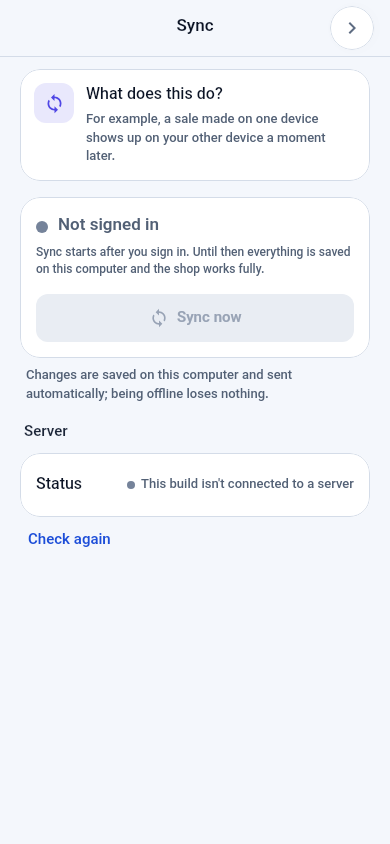 Sync
What does this do?
For example, a sale made on one device
shows up on your other device a moment
later.
Not signed in
Sync starts after you sign in. Until then everything is saved
on this computer and the shop works fully.
Sync now
Changes are saved on this computer and sent
automatically; being offline loses nothing.
Server
Status
This build isn't connected to a server
Check again